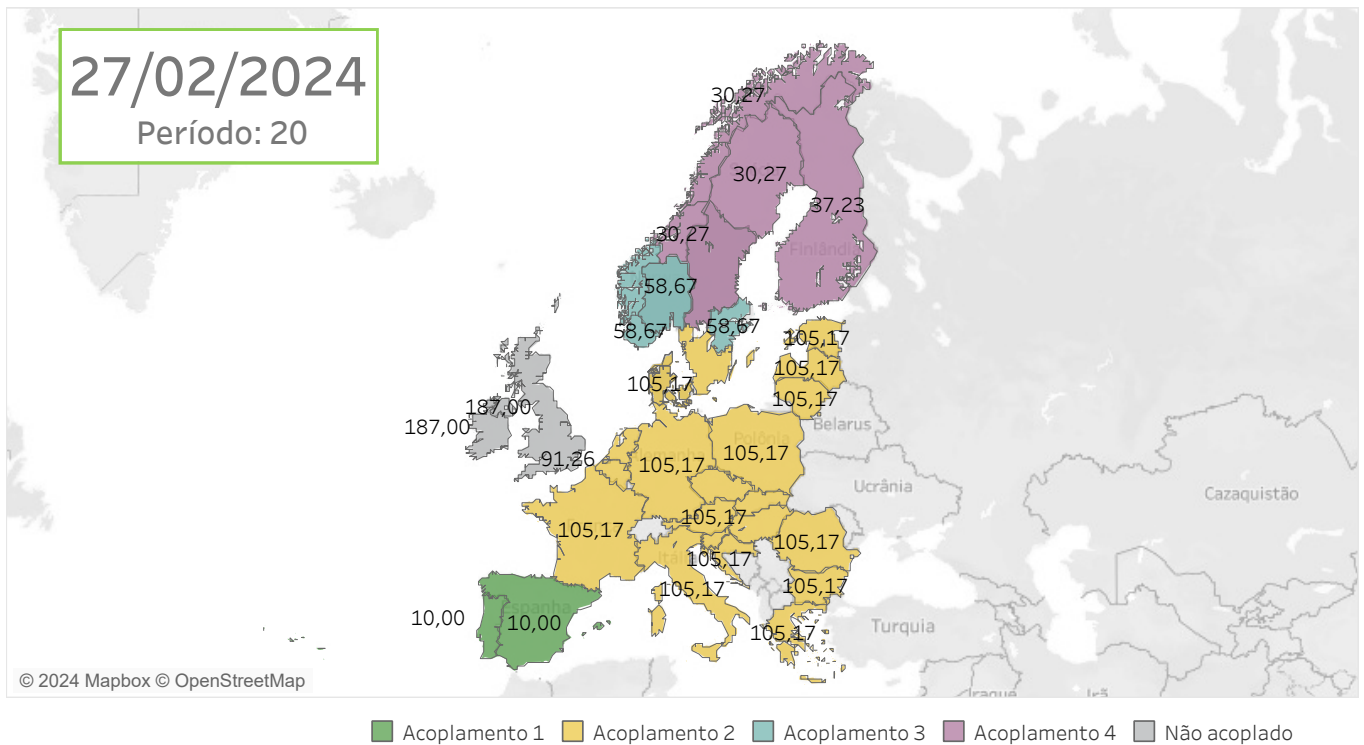 27/02/2024
Período: 20
30,27
30,27
37,23
30,27
Finlândia
58,67
58,67
58,67
105,17
105,17
105,17
105,17
187,00
187,00
91,26
Belarus
Polônia
105,17
105,17
Ucrânia
Cazaquistão
105,17
105,17
105,17
105,17
Itália
105,17
105,17
Espanha
10,00
10,00
Turquia
105,17
Iraque
Irã
© 2024 Mapbox © OpenStreetMap
Acoplamento 1
Acoplamento 2
Acoplamento 3
Acoplamento 4
Não acoplado